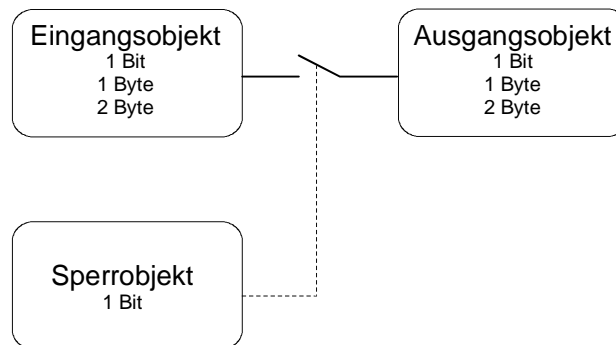 Eingangsobjekt
1 Bit
1 Byte
2 Byte
Ausgangsobjekt
1 Bit
1 Byte
2 Byte
Sperrobjekt
1 Bit